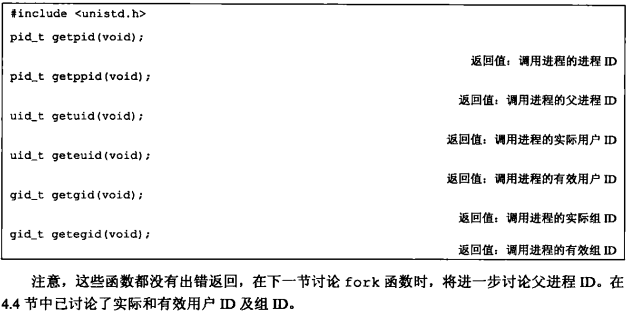 #include <unistd.h>
pid_t getpid(void);
返回值：调用进程的进程 ID
pid_t getppid(void);
返回值：调用进程的父进程 ID
uid_t getuid(void);
返回值：调用进程的实际用户 ID
uid_t geteuid(void);
返回值：调用进程的有效用户 ID
gid_t getgid(void);
返回值：调用进程的实际组 ID
gid_t getegid(void);
返回值：调用进程的有效组 ID
注意，这些函数都没有出错返回，在下一节讨论 fork 函数时，将进一步讨论父进程 ID。在
4.4 节中已讨论了实际和有效用户 ID 及组 ID。